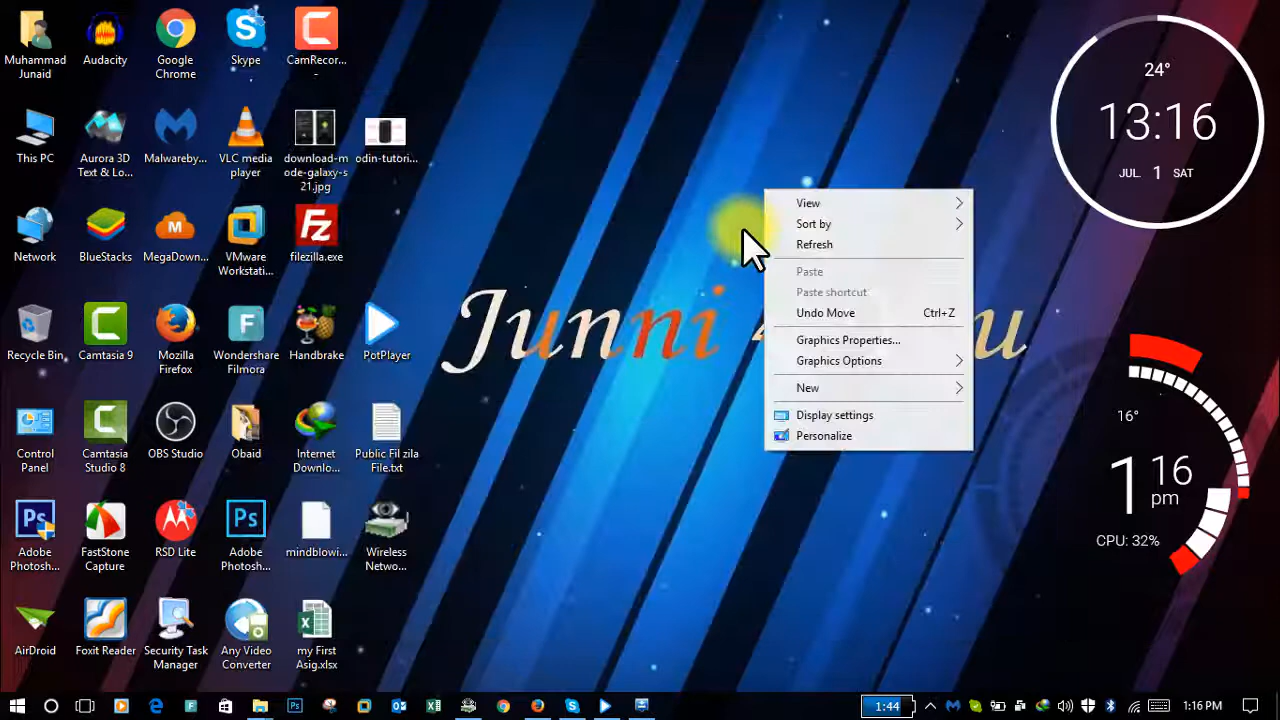 Muhammad
Junaid
Audacity
Google
Chrome
Skype
CamRecor...
-
This PC
Aurora 3D
Text & Lo...
Malwareby...
VLC media
player
download-m
ode-galaxy-s
21.jpg
odin-tutori...
Network
BlueStacks
MegaDown...
VMware
Workstati...
filezilla.exe
Recycle Bin
Camtasia 9
Mozilla
Firefox
Wondershare
Filmora
Handbrake
PotPlayer
Control
Panel
Camtasia
Studio 8
OBS Studio
Obaid
Internet
Downlo...
Public Fil zila
File.txt
Adobe
Photosh...
FastStone
Capture
RSD Lite
Adobe
Photosh...
mindblowi...
Wireless
Netwo...
AirDroid
Foxit Reader
Security Task
Manager
Any Video
Converter
my First
Asig.xlsx
Junni
View
Sort by
Refresh
Paste
Paste shortcut
Undo Move Ctrl+Z
Graphics Properties...
Graphics Options
New
Display settings
Personalize
24°
13:16
JUL 1 SAT
16°
1 16
pm
CPU: 32%
1:44
1:16 PM